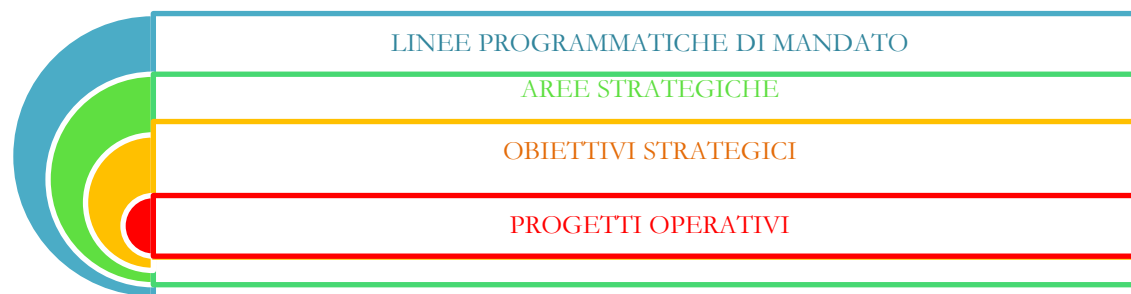 LINEE PROGRAMMATICHE DI MANDATO
AREE STRATEGICHE
OBIETTIVI STRATEGICI
PROGETTI OPERATIVI